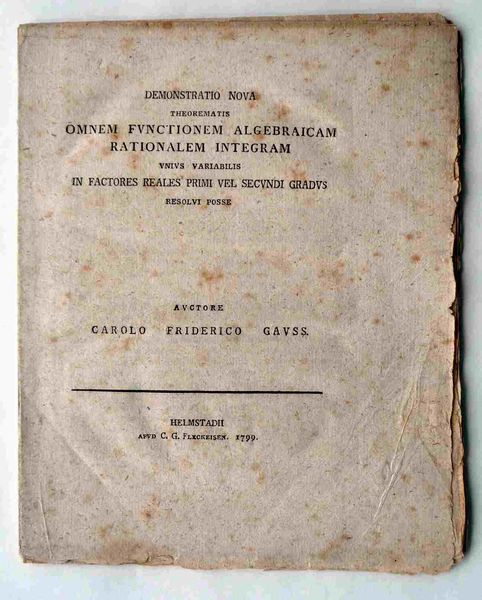 DEMONSTRATIO NOVA
THEOREMATIS
OMNEM FVNCTIONEM ALGEBRAICAM
RATIONALEM INTEGRAM
VNIVS VARIABILIS
IN FACTORES REALES PRIMI VEL SECVNDI GRADVS
RESOLVI POSSE
AVCTORE
CAROLO FRIDERICO GAVSS.
HELMSTADII
APVD C. G. FLECKEISEN. 1799.